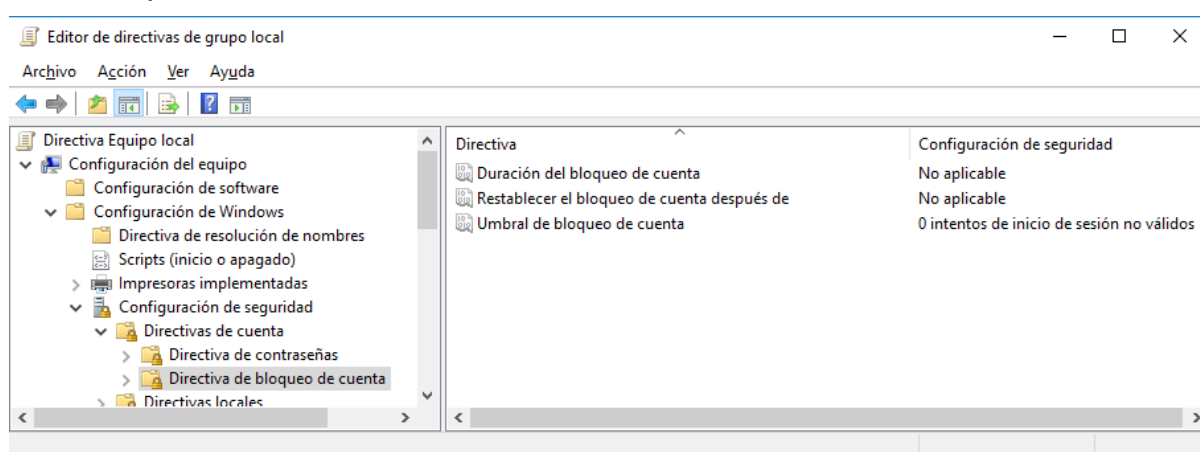 Editor de directivas de grupo local
Archivo Acción Ver Ayuda
Directiva Equipo local
Configuración del equipo
Configuración de software
Configuración de Windows
Directiva de resolución de nombres
Scripts (inicio o apagado)
Impresoras implementadas
Configuración de seguridad
Directivas de cuenta
Directiva de contraseñas
Directiva de bloqueo de cuenta
Directivas locales
Directiva Configuración de seguridad
Duración del bloqueo de cuenta No aplicable
Restablecer el bloqueo de cuenta después de No aplicable
Umbral de bloqueo de cuenta 0 intentos de inicio de sesión no válidos